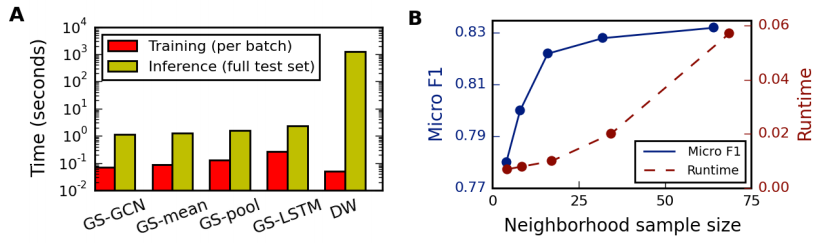 A
Time (seconds)
10^4
10^3
10^2
10^1
10^0
10^-1
10^-2
Training (per batch)
Inference (full test set)
GS-GCN
GS-mean
GS-pool
GS-LSTM
DW
B
Micro F1
0.83
0.81
0.79
0.77
Micro F1
Runtime
0.06
0.04
0.02
0.00
Runtime
0
25
50
75
Neighborhood sample size